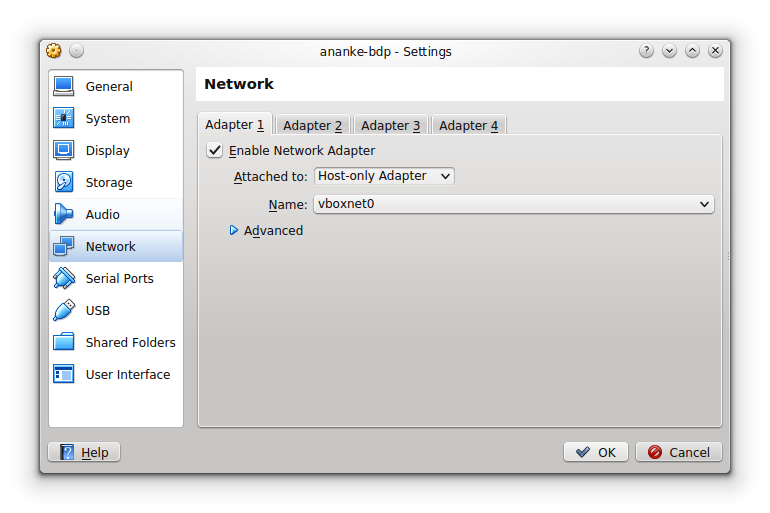 ananke-bdp - Settings
General
System
Display
Storage
Audio
Network
Serial Ports
USB
Shared Folders
User Interface
Network
Adapter 1 Adapter 2 Adapter 3 Adapter 4
Enable Network Adapter
Attached to: Host-only Adapter
Name: vboxnet0
Advanced
Help OK Cancel